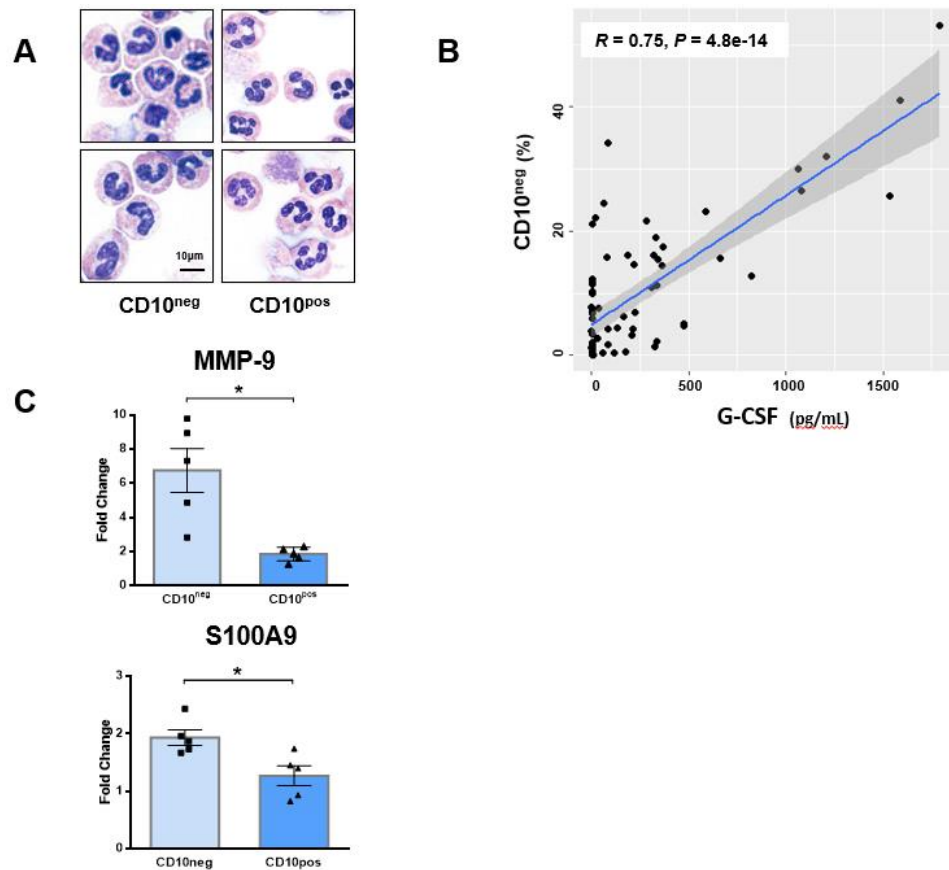 A
10μm
CD10neg
CD10pos
B
R = 0.75, P = 4.8e-14
CD10neg (%)
40
20
0
0
500
1000
1500
G-CSF (pg/mL)
C
MMP-9
*
Fold Change
10
8
6
4
2
0
CD10neg
CD10pos
S100A9
*
Fold Change
3
2
1
0
CD10neg
CD10pos